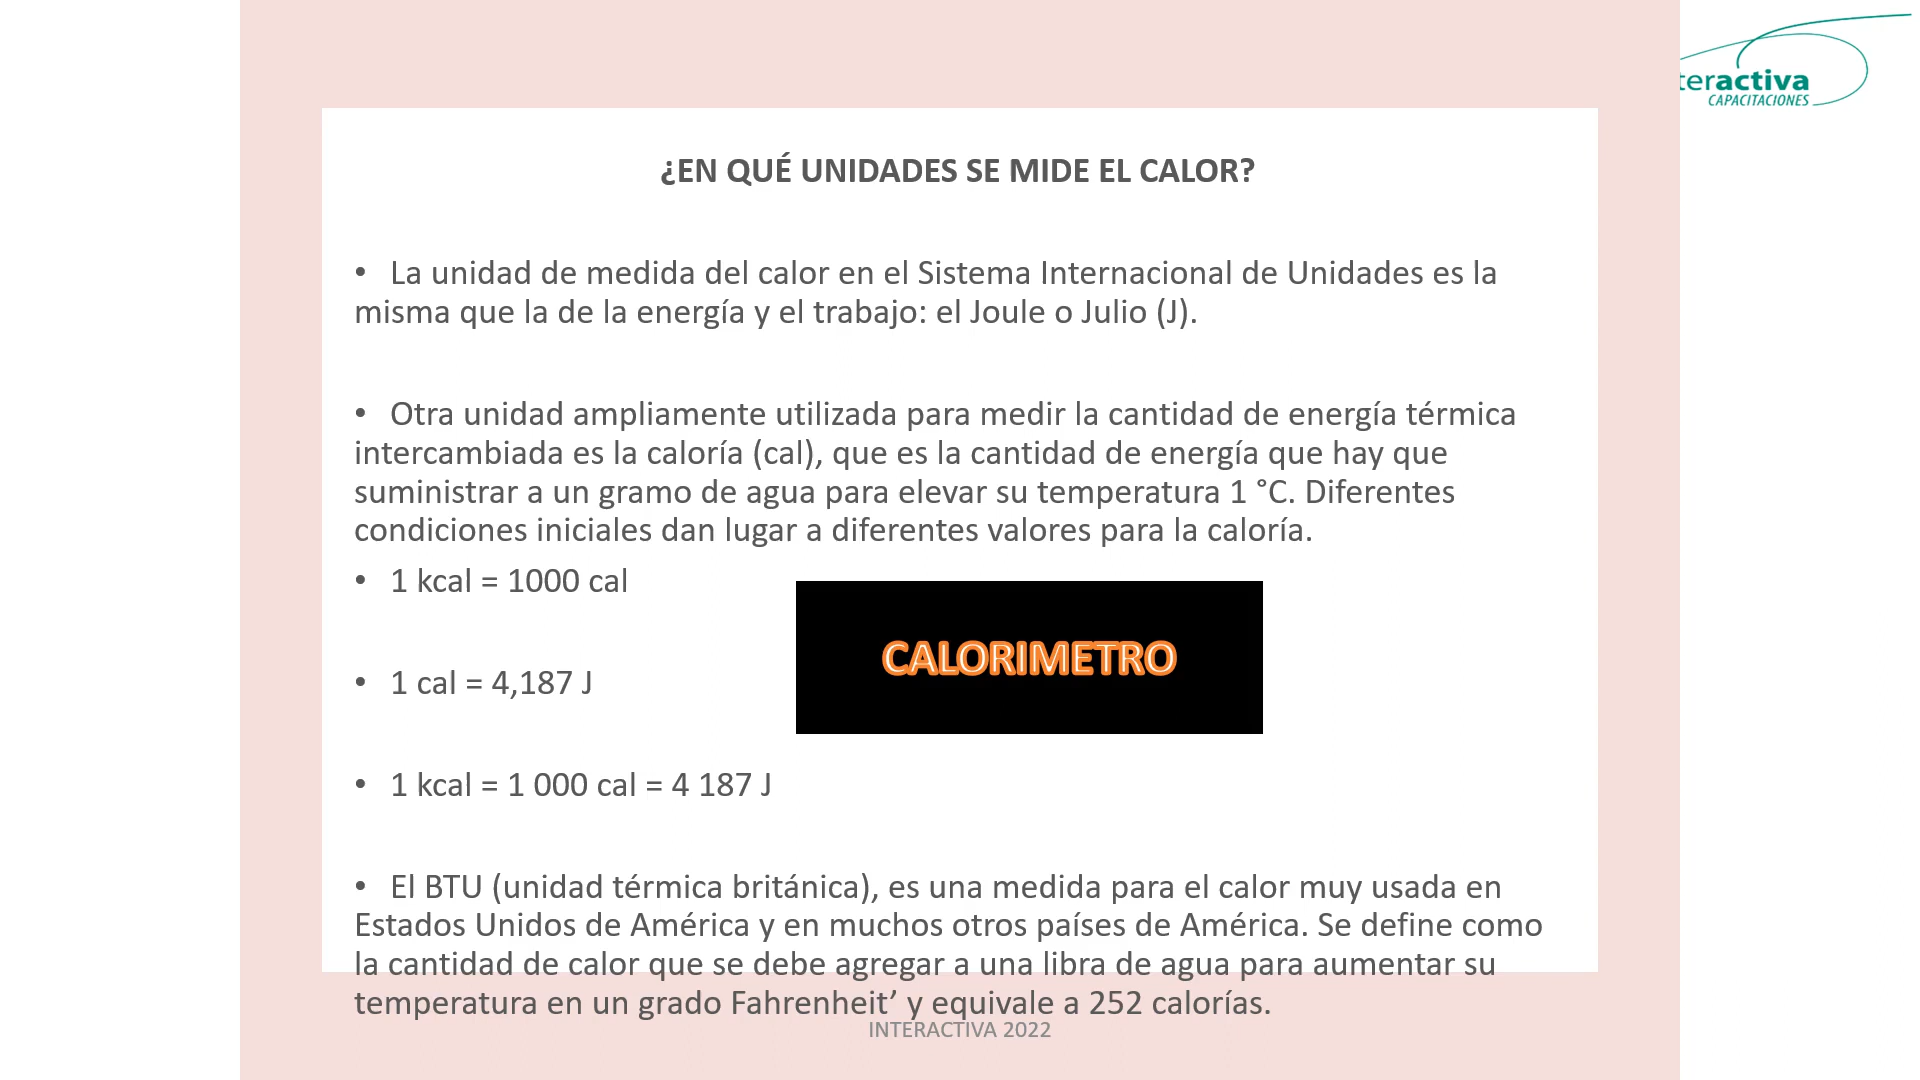 teractiva
CAPACITACIONES
¿EN QUÉ UNIDADES SE MIDE EL CALOR?
• La unidad de medida del calor en el Sistema Internacional de Unidades es la
misma que la de la energía y el trabajo: el Joule o Julio (J).
• Otra unidad ampliamente utilizada para medir la cantidad de energía térmica
intercambiada es la caloría (cal), que es la cantidad de energía que hay que
suministrar a un gramo de agua para elevar su temperatura 1 °C. Diferentes
condiciones iniciales dan lugar a diferentes valores para la caloría.
• 1 kcal = 1000 cal
CALORIMETRO
• 1 cal = 4,187 J
• 1 kcal = 1 000 cal = 4 187 J
• El BTU (unidad térmica británica), es una medida para el calor muy usada en
Estados Unidos de América y en muchos otros países de América. Se define como
la cantidad de calor que se debe agregar a una libra de agua para aumentar su
temperatura en un grado Fahrenheit’ y equivale a 252 calorías.
INTERACTIVA 2022